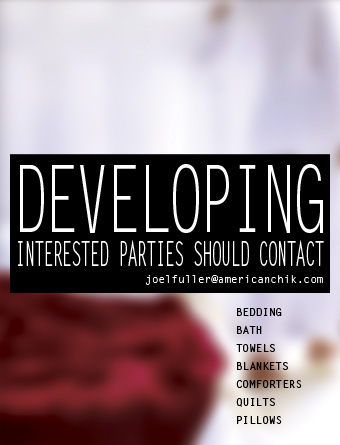 DEVELOPING
INTERESTED PARTIES SHOULD CONTACT
joelfuller@americanchik.com
BEDDING
BATH
TOWELS
BLANKETS
COMFORTERS
QUILTS
PILLOWS